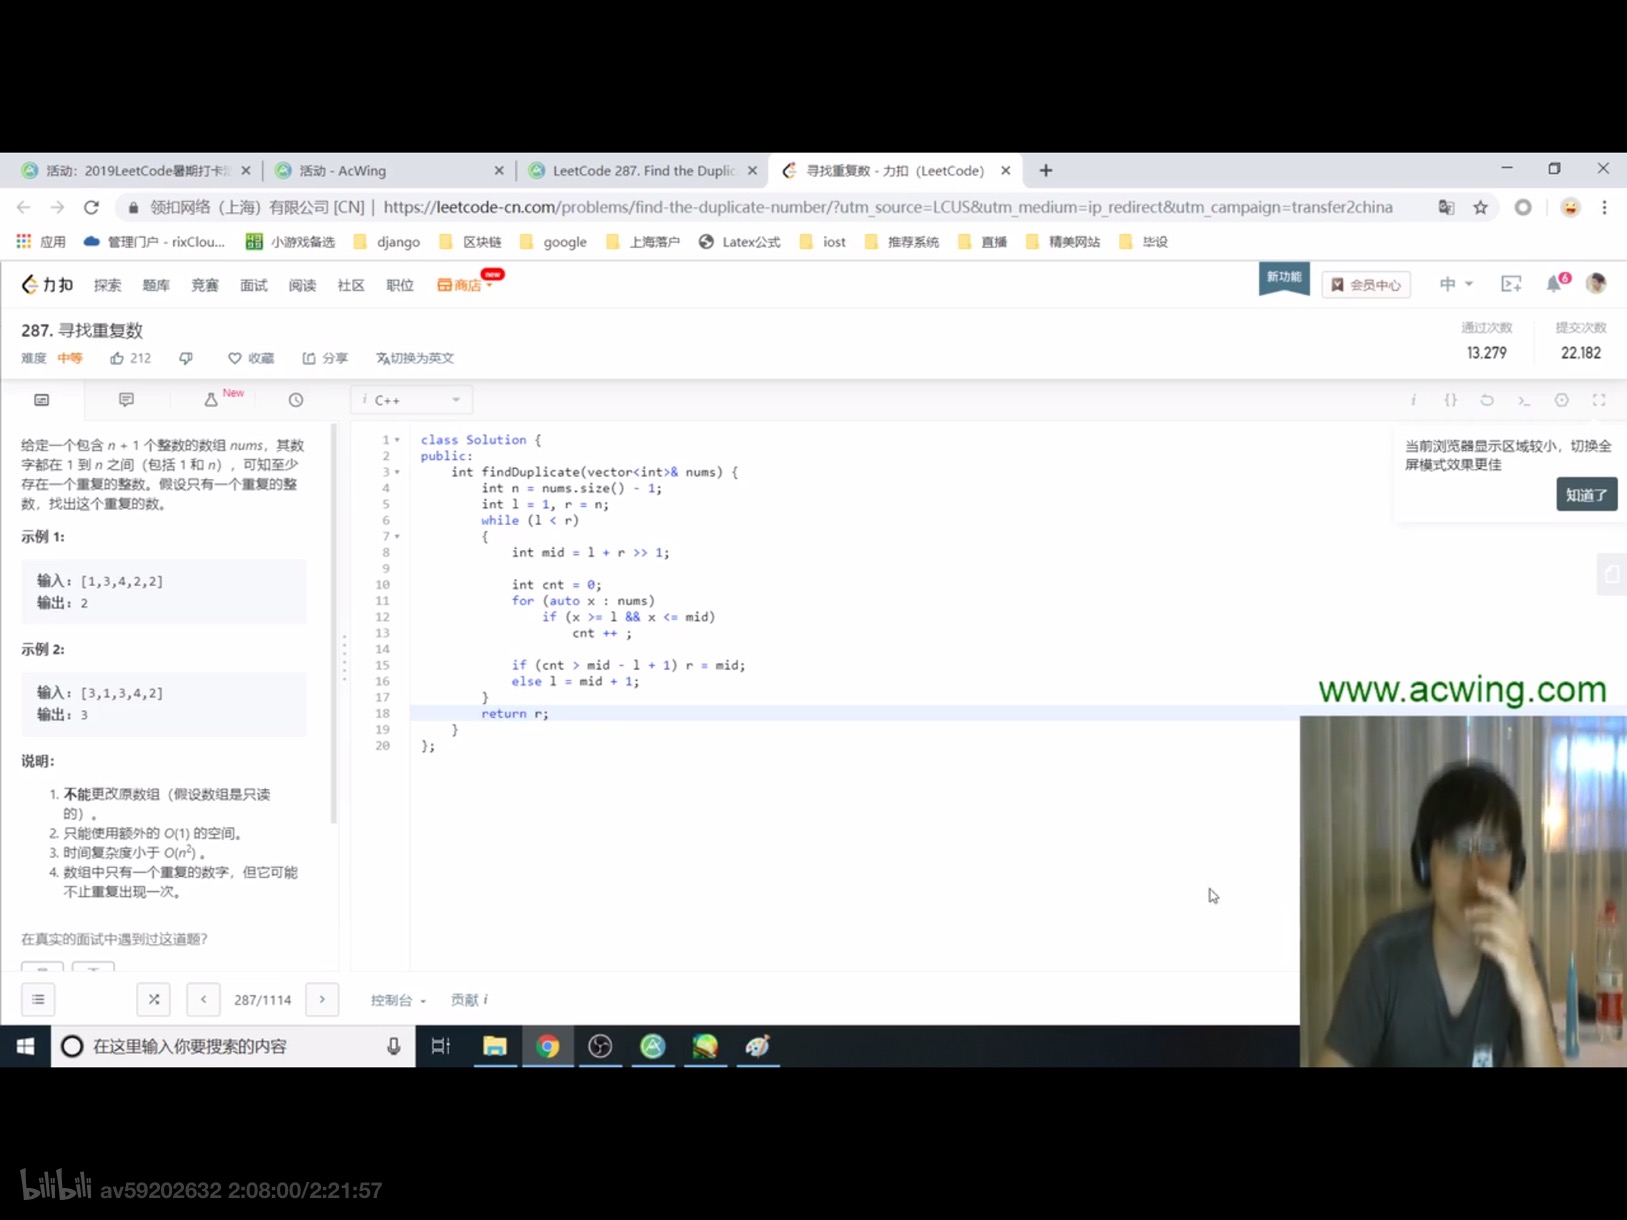 活动：2019LeetCode暑期打卡活
活动 - AcWing
LeetCode 287. Find the Duplic
寻找重复数 - 力扣（LeetCode）
领扣网络（上海）有限公司 [CN] | https://leetcode-cn.com/problems/find-the-duplicate-number/?utm_source=LCUS&utm_medium=ip_redirect&utm_campaign=transfer2china
应用 管理门户 - rixClou... 小游戏备选 django 区块链 google 上海落户 Latex公式 iost 推荐系统 直播 精美网站 毕设
力扣 探索 题库 竞赛 面试 阅读 社区 职位 商店 new 新功能 会员中心 中 6
287. 寻找重复数
难度 中等 212 收藏 分享 切换为英文
通过次数 提交次数
13,279 22,182
New
i C++
当前浏览器显示区域较小，切换全
屏模式效果更佳
知道了
给定一个包含 n + 1 个整数的数组 nums，其数
字都在 1 到 n 之间（包括 1 和 n），可知至少
存在一个重复的整数。假设只有一个重复的整
数，找出这个重复的数。
示例 1:
输入: [1,3,4,2,2]
输出: 2
示例 2:
输入: [3,1,3,4,2]
输出: 3
说明:
1. 不能更改原数组（假设数组是只读
的）。
2. 只能使用额外的 O(1) 的空间。
3. 时间复杂度小于 O(n²) 。
4. 数组中只有一个重复的数字，但它可能
不止重复出现一次。
在真实的面试中遇到过这道题？
1 class Solution {
2 public:
3 int findDuplicate(vector<int>& nums) {
4 int n = nums.size() - 1;
5 int l = 1, r = n;
6 while (l < r)
7 {
8 int mid = l + r >> 1;
9
10 int cnt = 0;
11 for (auto x : nums)
12 if (x >= l && x <= mid)
13 cnt ++ ;
14
15 if (cnt > mid - l + 1) r = mid;
16 else l = mid + 1;
17 }
18 return r;
19 }
20 };
www.acwing.com
287/1114
控制台 贡献 i
在这里输入你要搜索的内容
bilibili av59202632 2:08:00/2:21:57